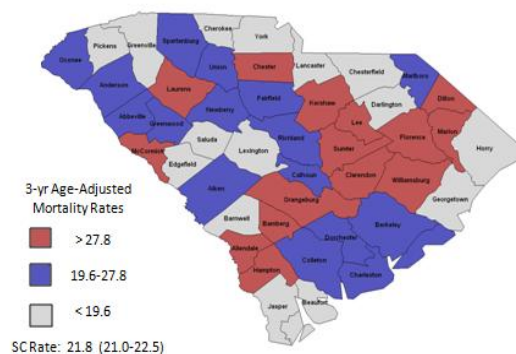 Cherokee
York
Spartanburg
Greenville
Pickens
Oconee
Union
Chester
Lancaster
Chesterfield
Marlboro
Anderson
Laurens
Fairfield
Kershaw
Darlington
Dillon
Newberry
Lee
Abbeville
Greenwood
Florence
Marion
Saluda
Richland
Sumter
Horry
McCormick
Lexington
Edgefield
Calhoun
Clarendon
Williamsburg
Aiken
Orangeburg
Georgetown
3-yr Age-Adjusted
Mortality Rates
Barnwell
Bamberg
Berkeley
Dorchester
> 27.8
Allendale
Colleton
19.6-27.8
Hampton
Charleston
< 19.6
Beaufort
Jasper
SC Rate: 21.8 (21.0-22.5)